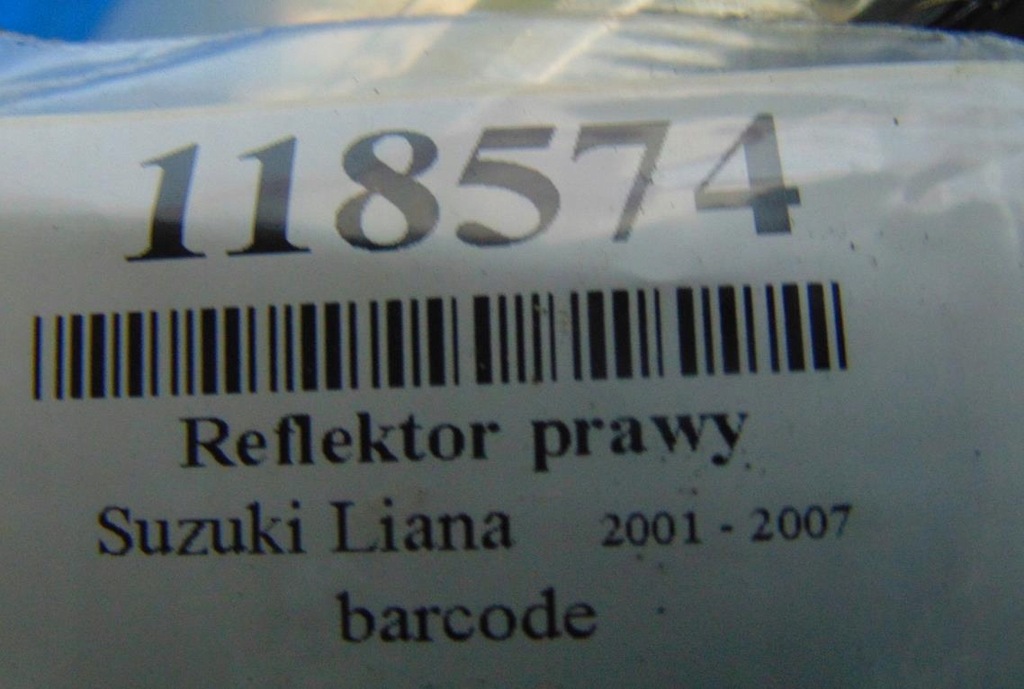 118574
Reflektor prawy
Suzuki Liana 2001 - 2007
barcode